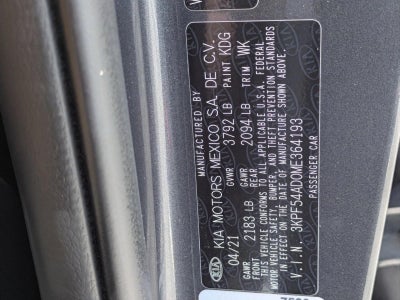 MANUFACTURED BY
KIA KIA MOTORS MEXICO S.A. DE C.V.
04/21 GVWR 3792 LB PAINT KDG
GAWR FRONT 2183 LB GAWR REAR 2094 LB TRIM WK
THIS VEHICLE CONFORMS TO ALL APPLICABLE U.S.A. FEDERAL
MOTOR VEHICLE SAFETY, BUMPER, AND THEFT PREVENTION STANDARDS
IN EFFECT ON THE DATE OF MANUFACTURE SHOWN ABOVE.
V.I.N. 3KPF54AD0ME364193
PASSENGER CAR